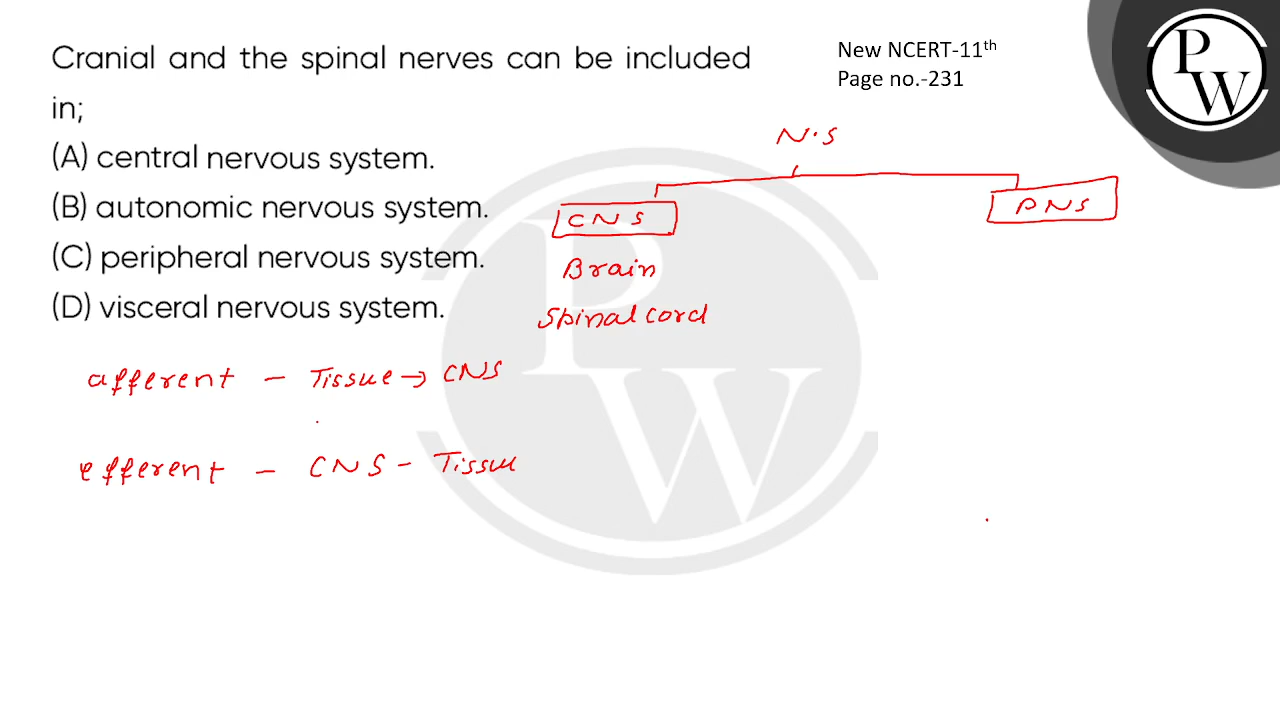 Cranial and the spinal nerves can be included
in;
(A) central nervous system.
(B) autonomic nervous system.
(C) peripheral nervous system.
(D) visceral nervous system.
New NCERT-11th
Page no.-231
PW
N.S
CNS
PNS
Brain
Spinal cord
afferent - Tissue → CNS
efferent - CNS - Tissue
PW